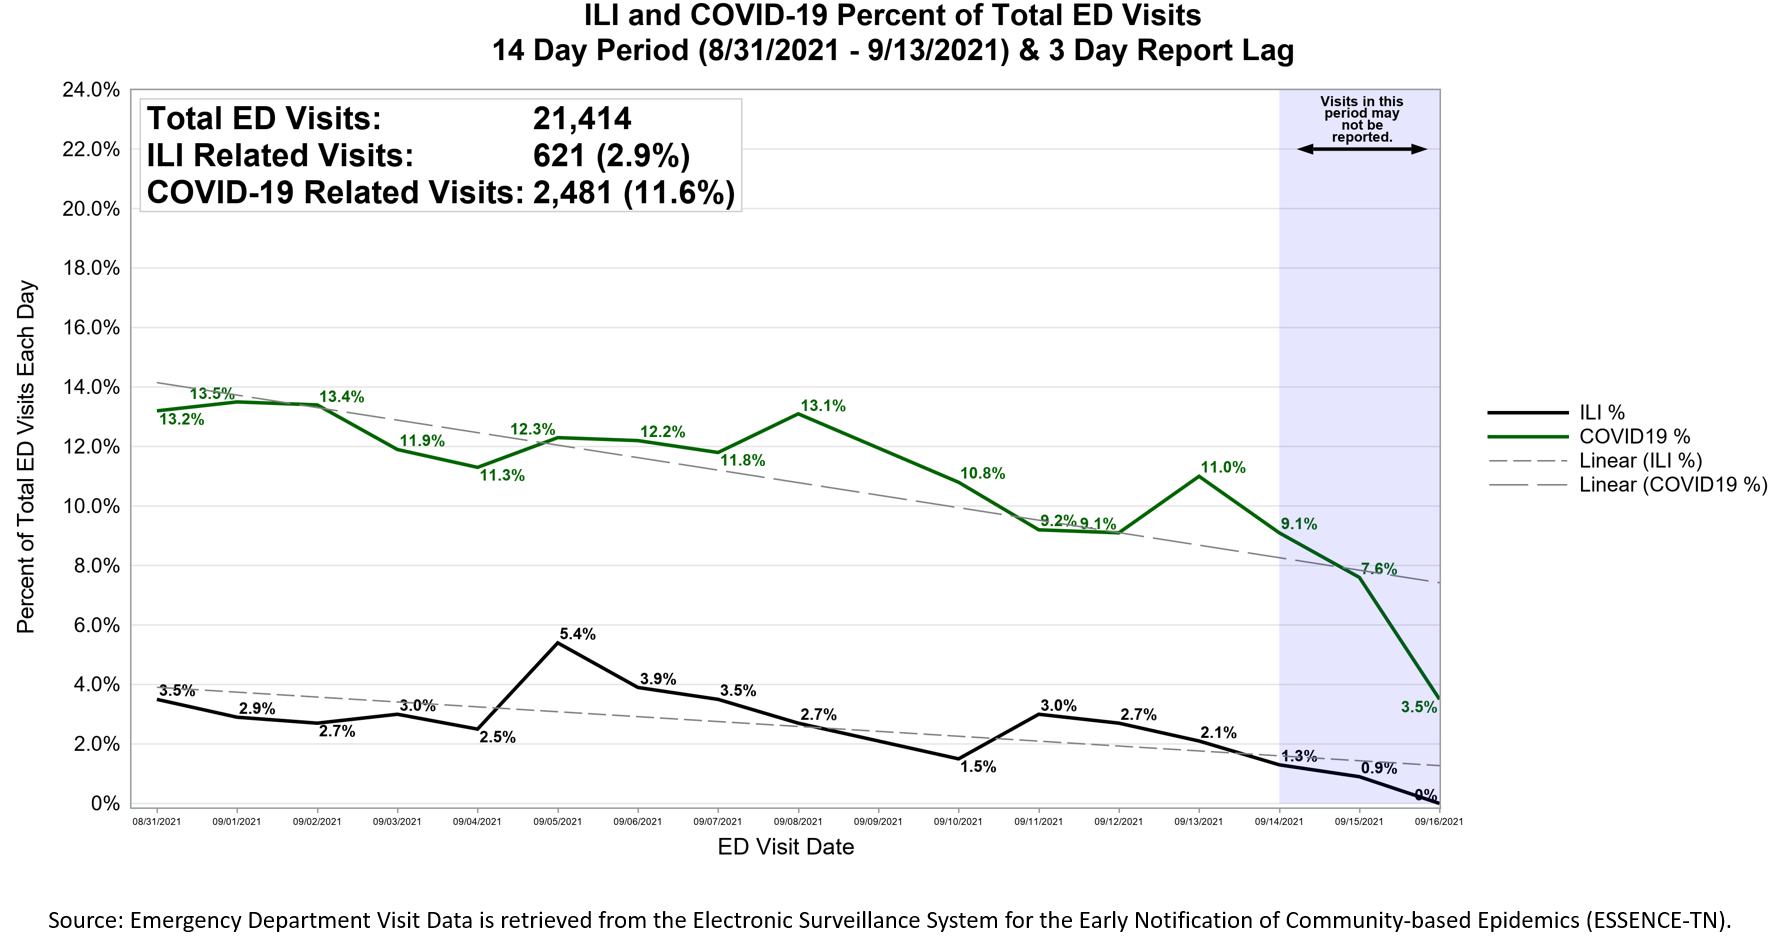 ILI and COVID-19 Percent of Total ED Visits
14 Day Period (8/31/2021 - 9/13/2021) & 3 Day Report Lag
Total ED Visits: 21,414
ILI Related Visits: 621 (2.9%)
COVID-19 Related Visits: 2,481 (11.6%)
Visits in this
period may
not be
reported.
Percent of Total ED Visits Each Day
24.0%
22.0%
20.0%
18.0%
16.0%
14.0%
12.0%
10.0%
8.0%
6.0%
4.0%
2.0%
0%
13.2%
13.5%
13.4%
11.9%
11.3%
12.3%
12.2%
11.8%
13.1%
10.8%
9.2%
9.1%
11.0%
9.1%
7.6%
3.5%
3.5%
2.9%
2.7%
3.0%
2.5%
5.4%
3.9%
3.5%
2.7%
1.5%
3.0%
2.7%
2.1%
1.3%
0.9%
0%
ILI %
COVID19 %
Linear (ILI %)
Linear (COVID19 %)
08/31/2021 09/01/2021 09/02/2021 09/03/2021 09/04/2021 09/05/2021 09/06/2021 09/07/2021 09/08/2021 09/09/2021 09/10/2021 09/11/2021 09/12/2021 09/13/2021 09/14/2021 09/15/2021 09/16/2021
ED Visit Date
Source: Emergency Department Visit Data is retrieved from the Electronic Surveillance System for the Early Notification of Community-based Epidemics (ESSENCE-TN).